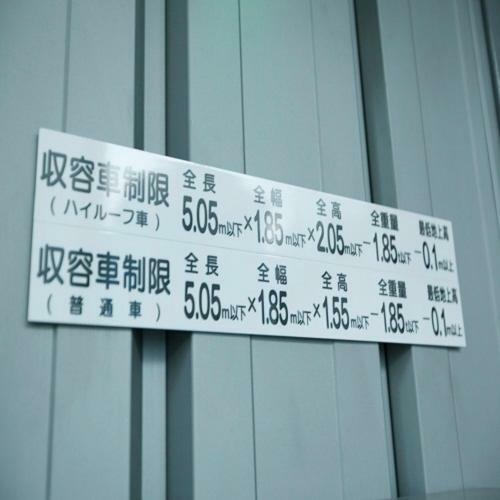 収容車制限 全長 全幅 全高 全重量 最低地上高
(ハイルーフ車) 5.05m以下×1.85m以下×2.05m以下−1.85t以下−0.1m以上
収容車制限 全長 全幅 全高 全重量 最低地上高
(普通車) 5.05m以下×1.85m以下×1.55m以下−1.85t以下−0.1m以上